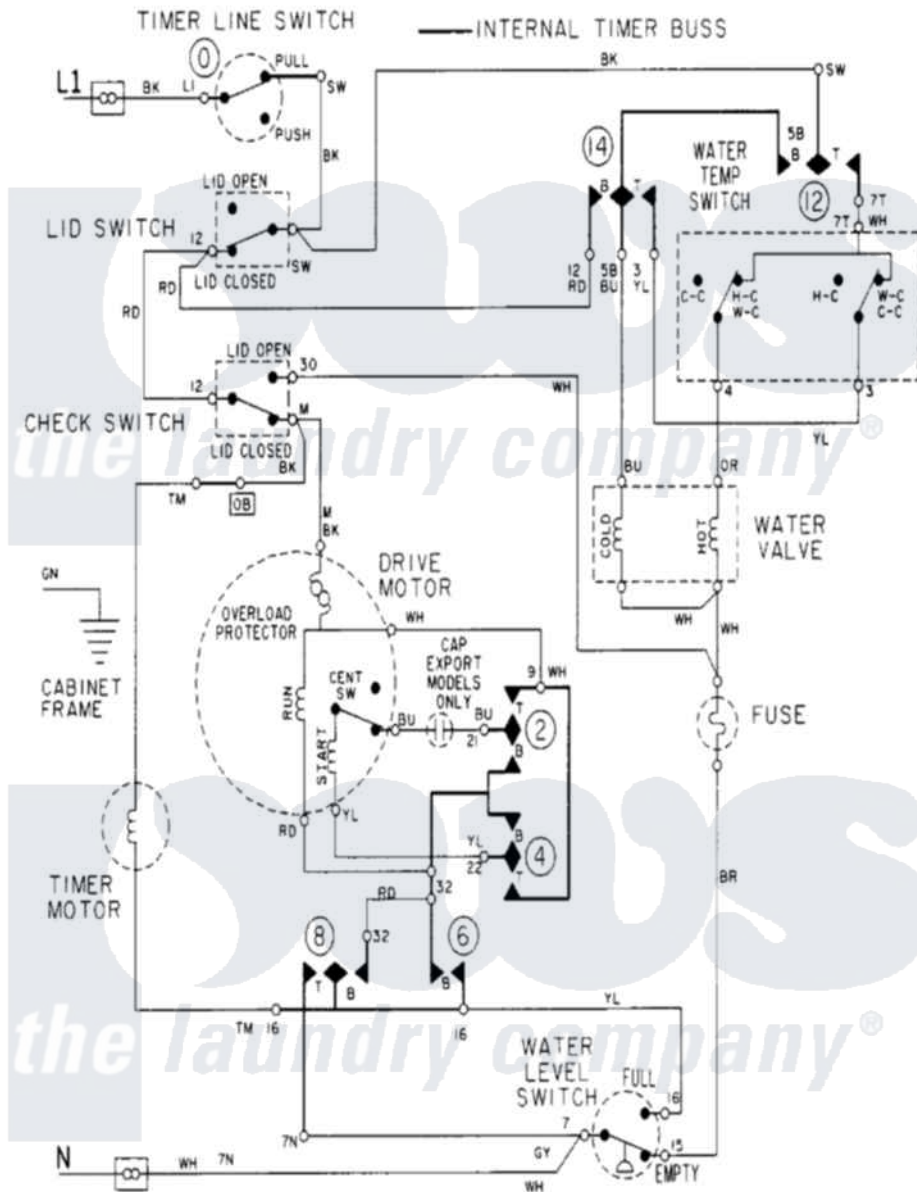 TIMER LINE SWITCH
INTERNAL TIMER BUSS
0
PULL
BK
SW
SW
L1
BK
L1
PUSH
BK
14
5B
B
T
WATER
TEMP
SWITCH
12
7T
7T
WH
LID OPEN
LID SWITCH
12
SW
LID CLOSED
RD
RD
B
T
12
RD
5B
BU
3
YL
C-C
H-C
W-C
H-C
W-C
C-C
LID OPEN
30
WH
12
4
3
CHECK SWITCH
M
LID CLOSED
BK
YL
the laundry company®
TM
OB
BU
OR
M
BK
COLD
HOT
WATER
VALVE
GN
DRIVE
MOTOR
OVERLOAD
PROTECTOR
WH
WH
WH
CABINET
FRAME
CAP
EXPORT
MODELS
ONLY
9
WH
CENT
SW
RUN
START
BU
BU
21
T
2
B
FUSE
RD
YL
YL
22
B
4
T
BR
TIMER
MOTOR
RD
32
32
8
6
T
B
B
TM
16
16
YL
the laundry company®
WATER
LEVEL
SWITCH
FULL
16
7N
7
GY
15
EMPTY
N
WH
7N
WH